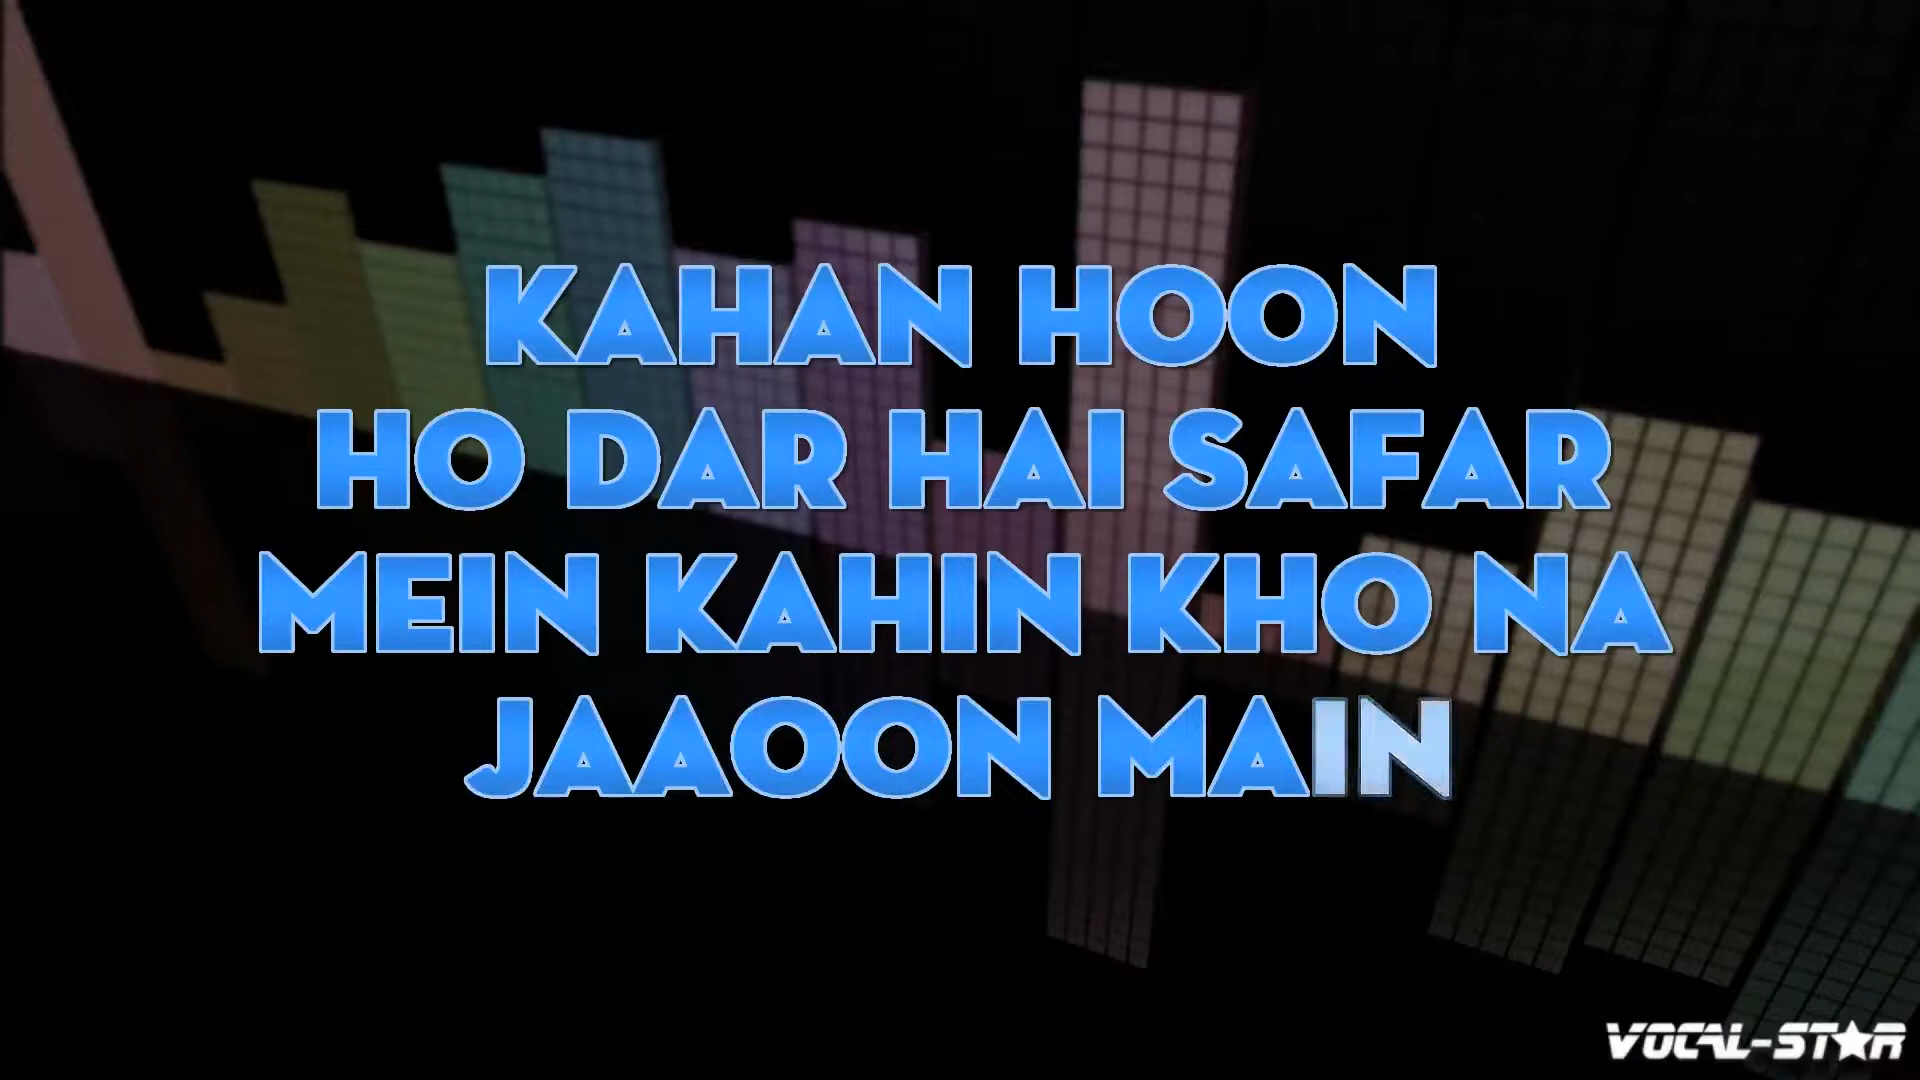 KAHAN HOON
HO DAR HAI SAFAR
MEIN KAHIN KHO NA
JAAOON MAIN
VOCAL-STAR